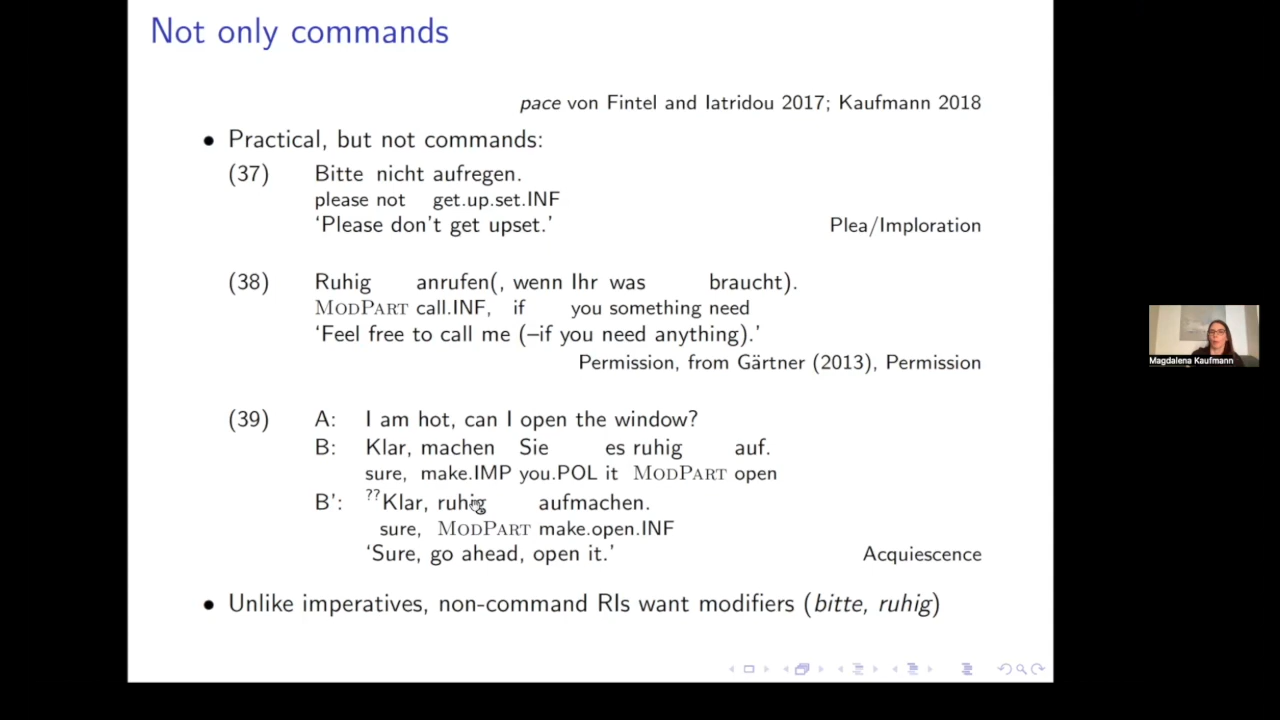 Not only commands
pace von Fintel and Iatridou 2017; Kaufmann 2018
• Practical, but not commands:
(37) Bitte nicht aufregen.
please not get.up.set.INF
‘Please don’t get upset.’ Plea/Imploration
(38) Ruhig anrufen(, wenn Ihr was braucht).
MODPART call.INF, if you something need
‘Feel free to call me (–if you need anything).’
Permission, from Gärtner (2013), Permission
(39) A: I am hot, can I open the window?
B: Klar, machen Sie es ruhig auf.
sure, make.IMP you.POL it MODPART open
B’: ??Klar, ruhig aufmachen.
sure, MODPART make.open.INF
‘Sure, go ahead, open it.’ Acquiescence
• Unlike imperatives, non-command RIs want modifiers (bitte, ruhig)
Magdalena Kaufmann